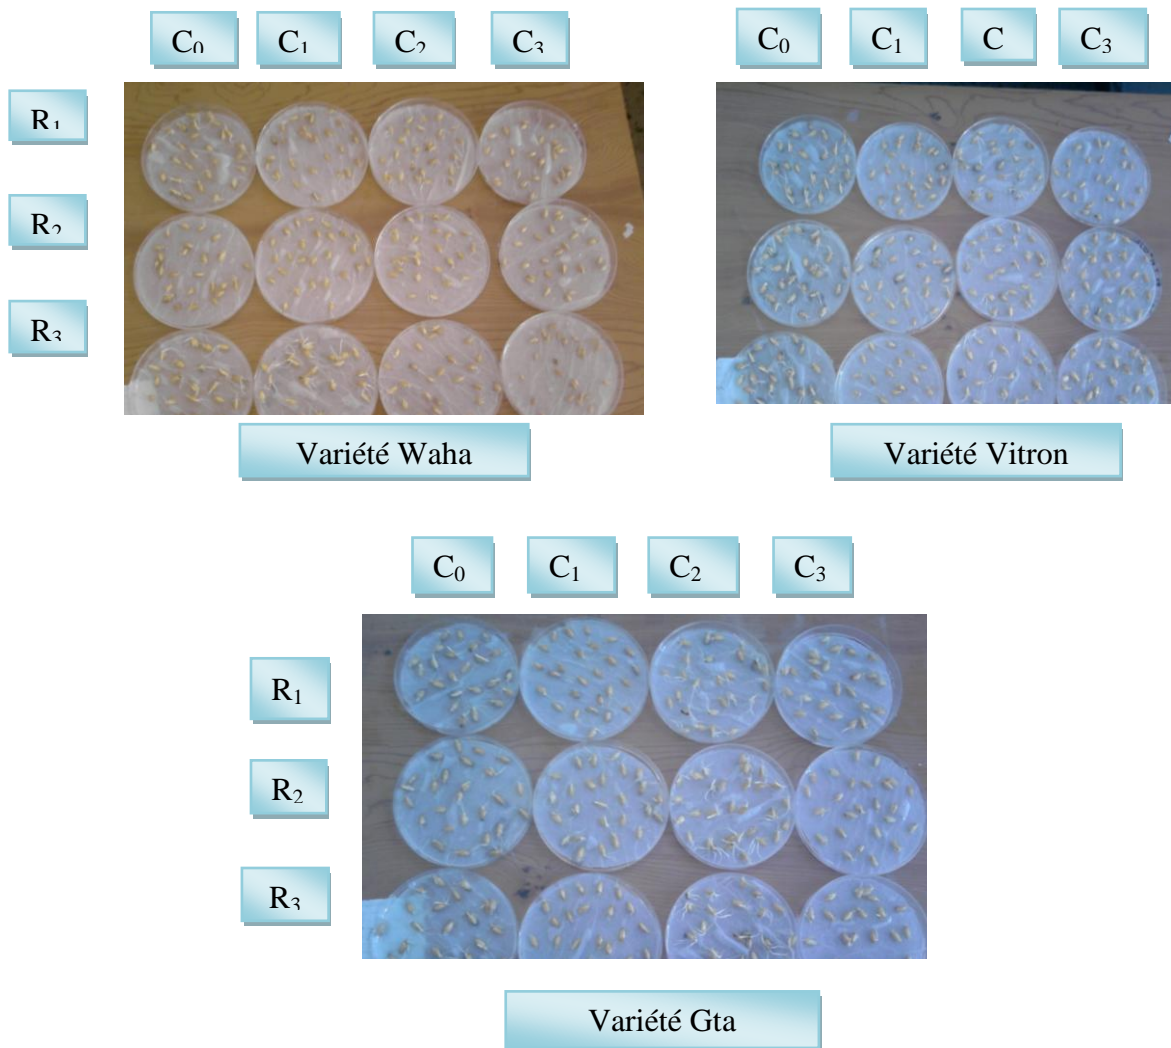 C₀ C₁ C₂ C₃
C₀ C₁ C C₃
R₁
R₂
R₃
Variété Waha
Variété Vitron
C₀ C₁ C₂ C₃
R₁
R₂
R₃
Variété Gta